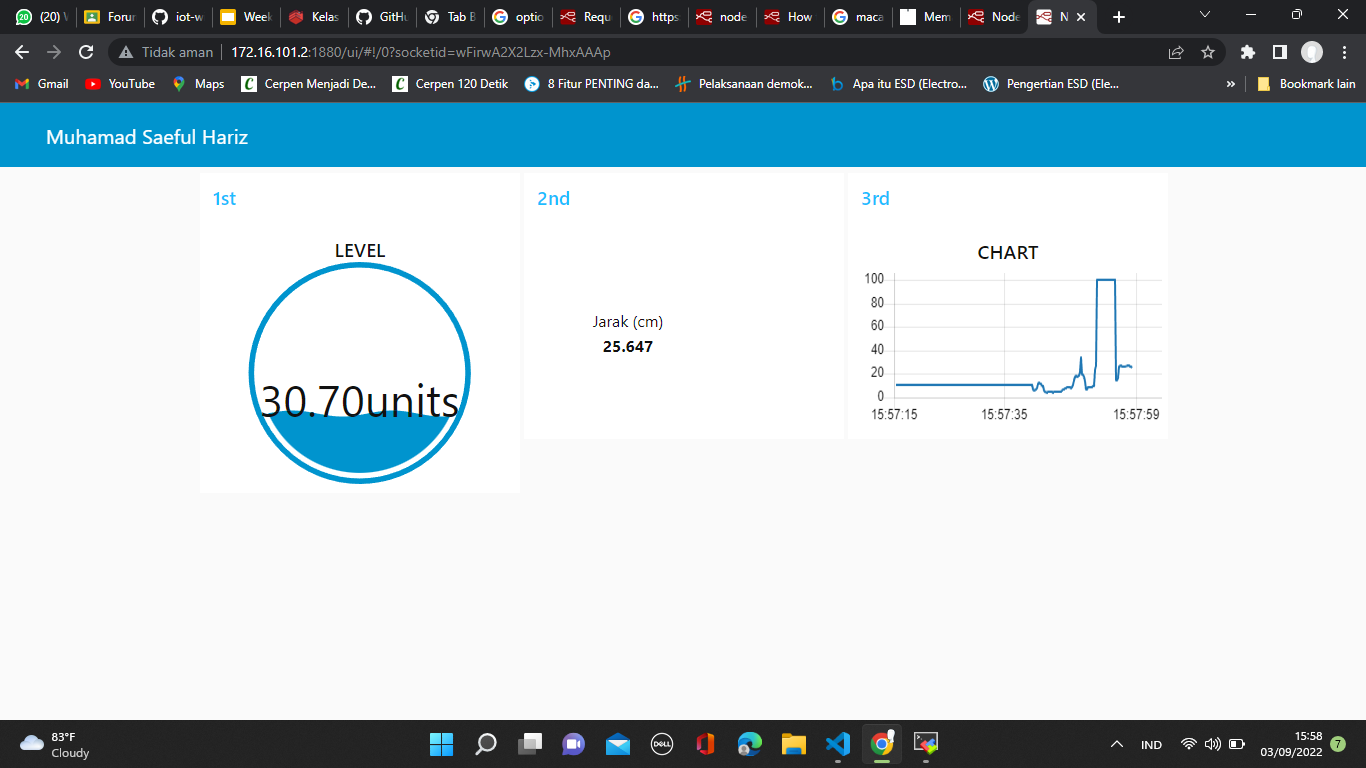 (20) W
Forun
iot-w
Week
Kelas
GitHu
Tab B
optio
Requ
https:
node
How
maca
Mem
Node
N
Tidak aman
172.16.101.2:1880/ui/#!/0?socketid=wFirwA2X2Lzx-MhxAAAp
Gmail
YouTube
Maps
Cerpen Menjadi De...
Cerpen 120 Detik
8 Fitur PENTING da...
Pelaksanaan demok...
Apa itu ESD (Electro...
Pengertian ESD (Ele...
»
Bookmark lain
Muhamad Saeful Hariz
1st
LEVEL
30.70units
2nd
Jarak (cm)
25.647
3rd
CHART
100
80
60
40
20
0
15:57:15
15:57:35
15:57:59
83°F
Cloudy
DELL
IND
15:58
03/09/2022
7